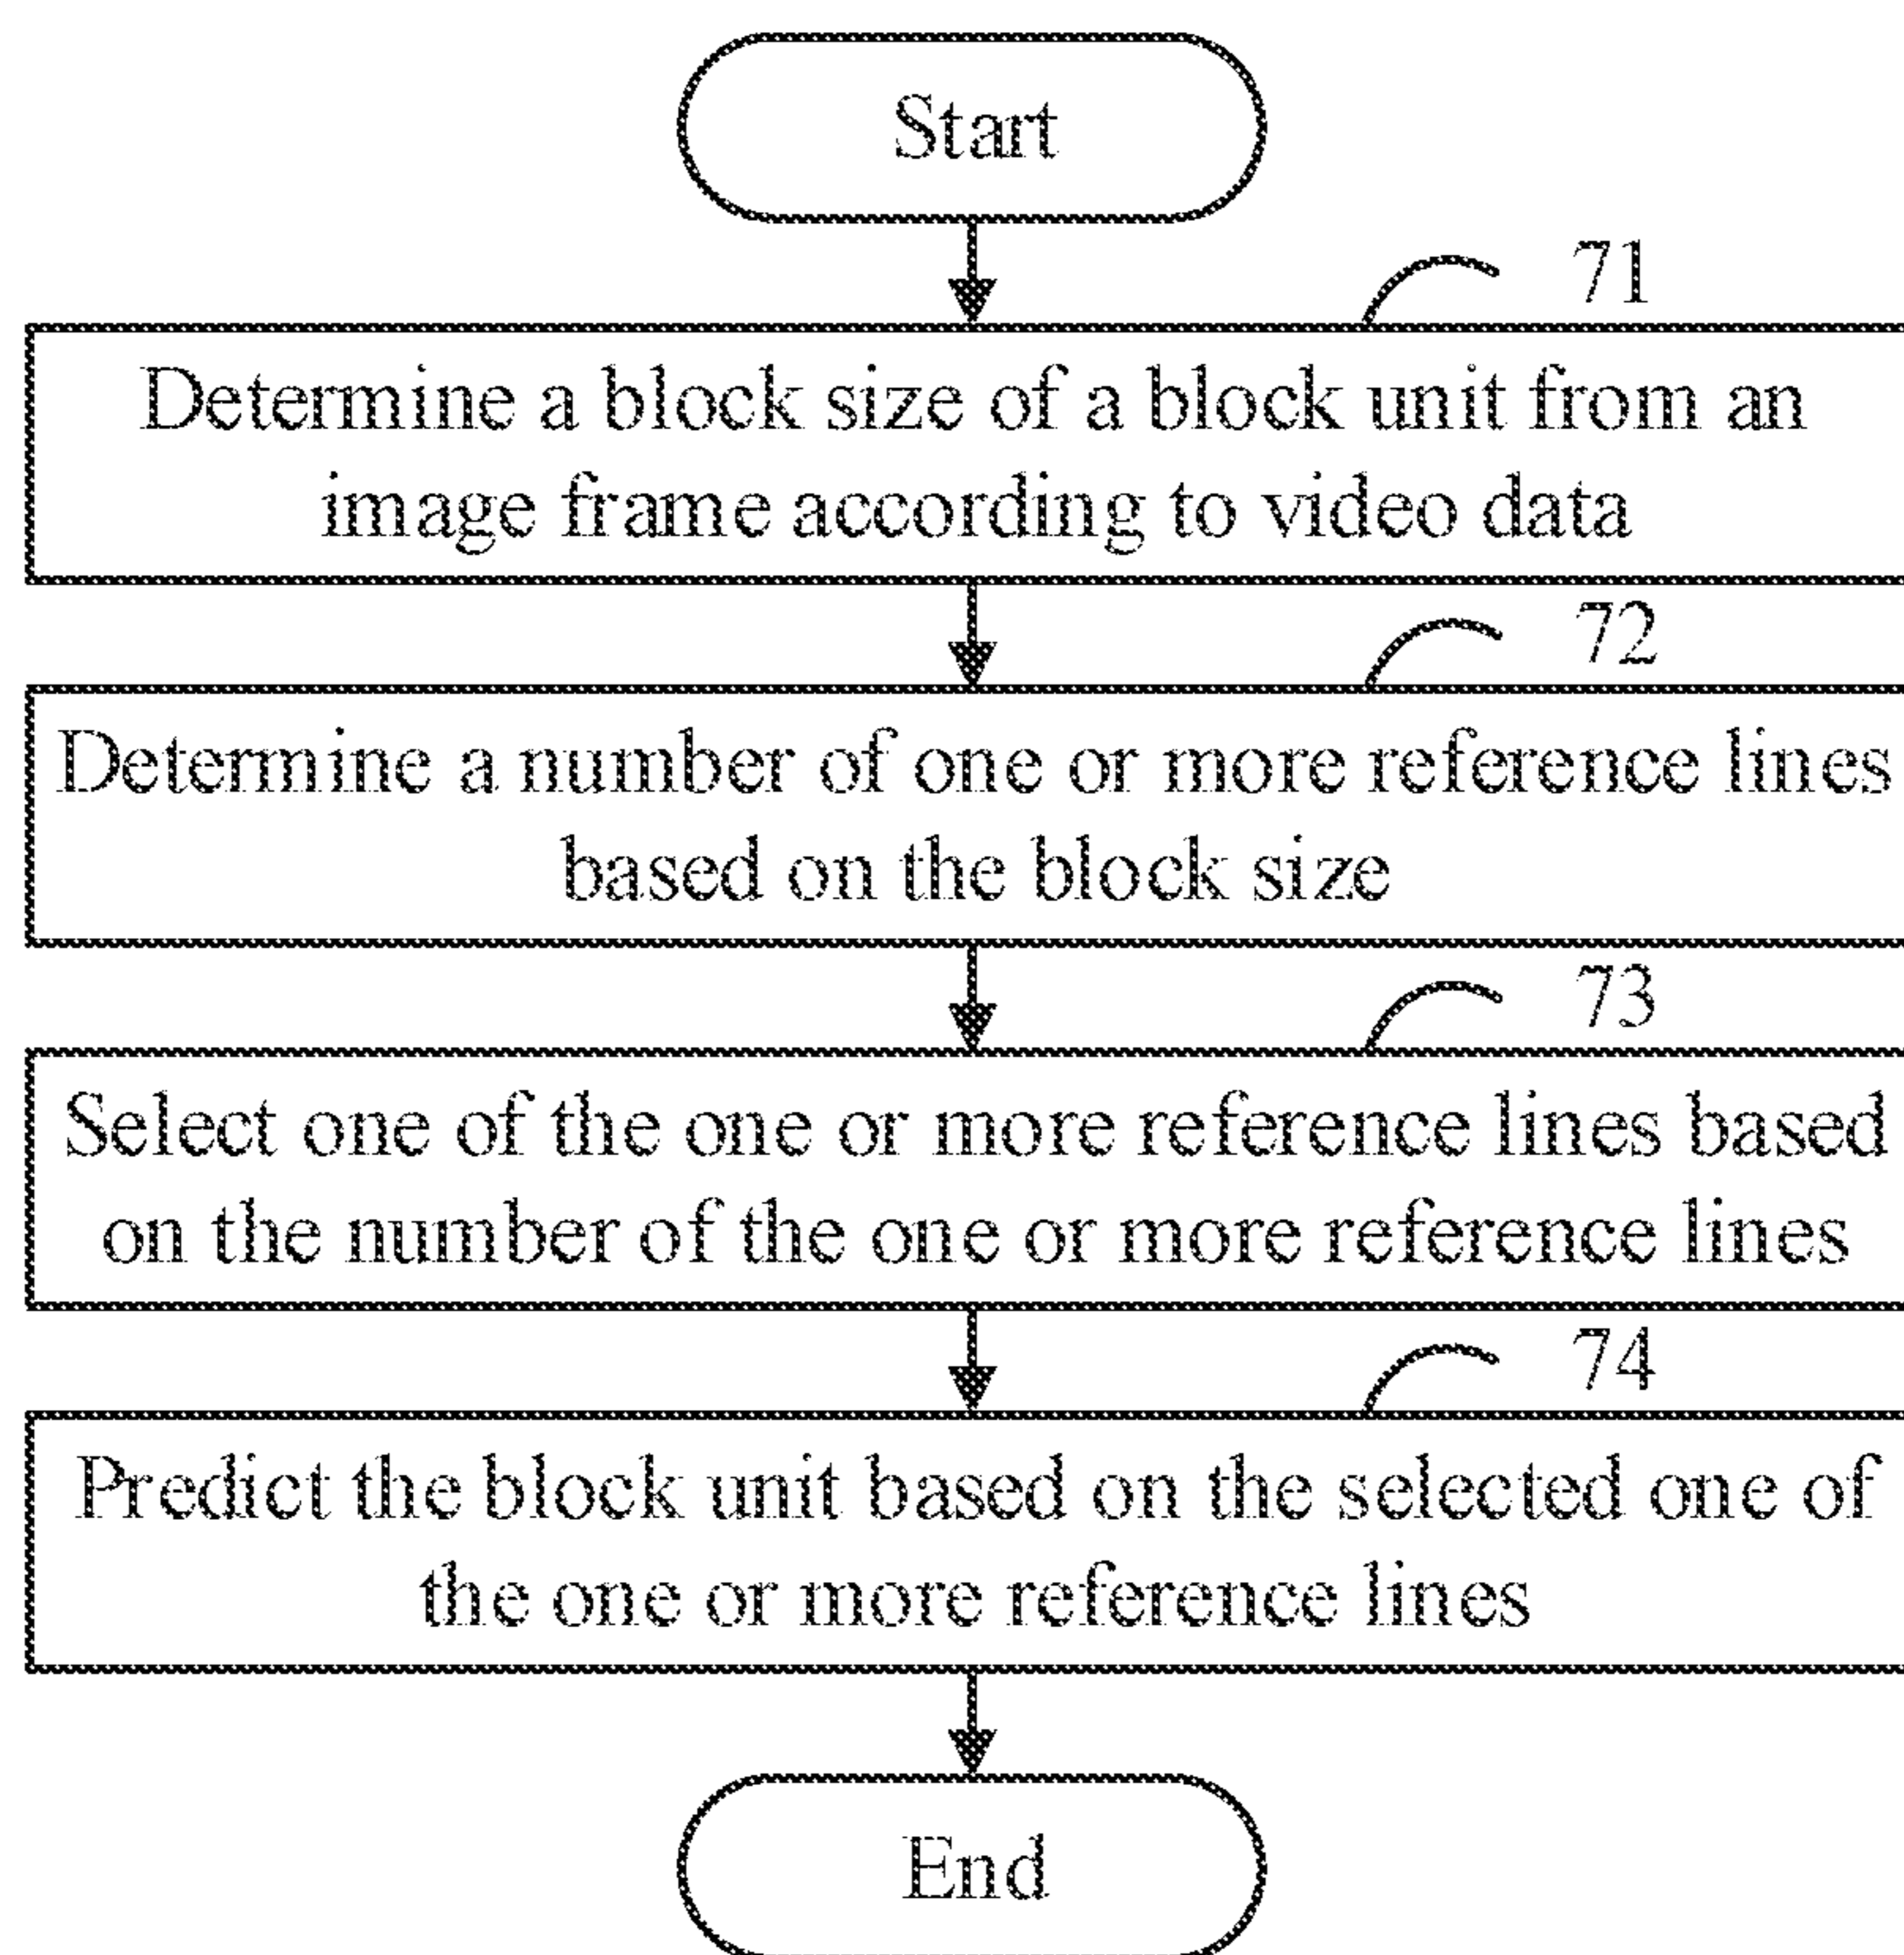 Start
71
Determine a block size of a block unit from an
image frame according to video data
72
Determine a number of one or more reference lines
based on the block size
73
Select one of the one or more reference lines based
on the number of the one or more reference lines
74
Predict the block unit based on the selected one of
the one or more reference lines
End